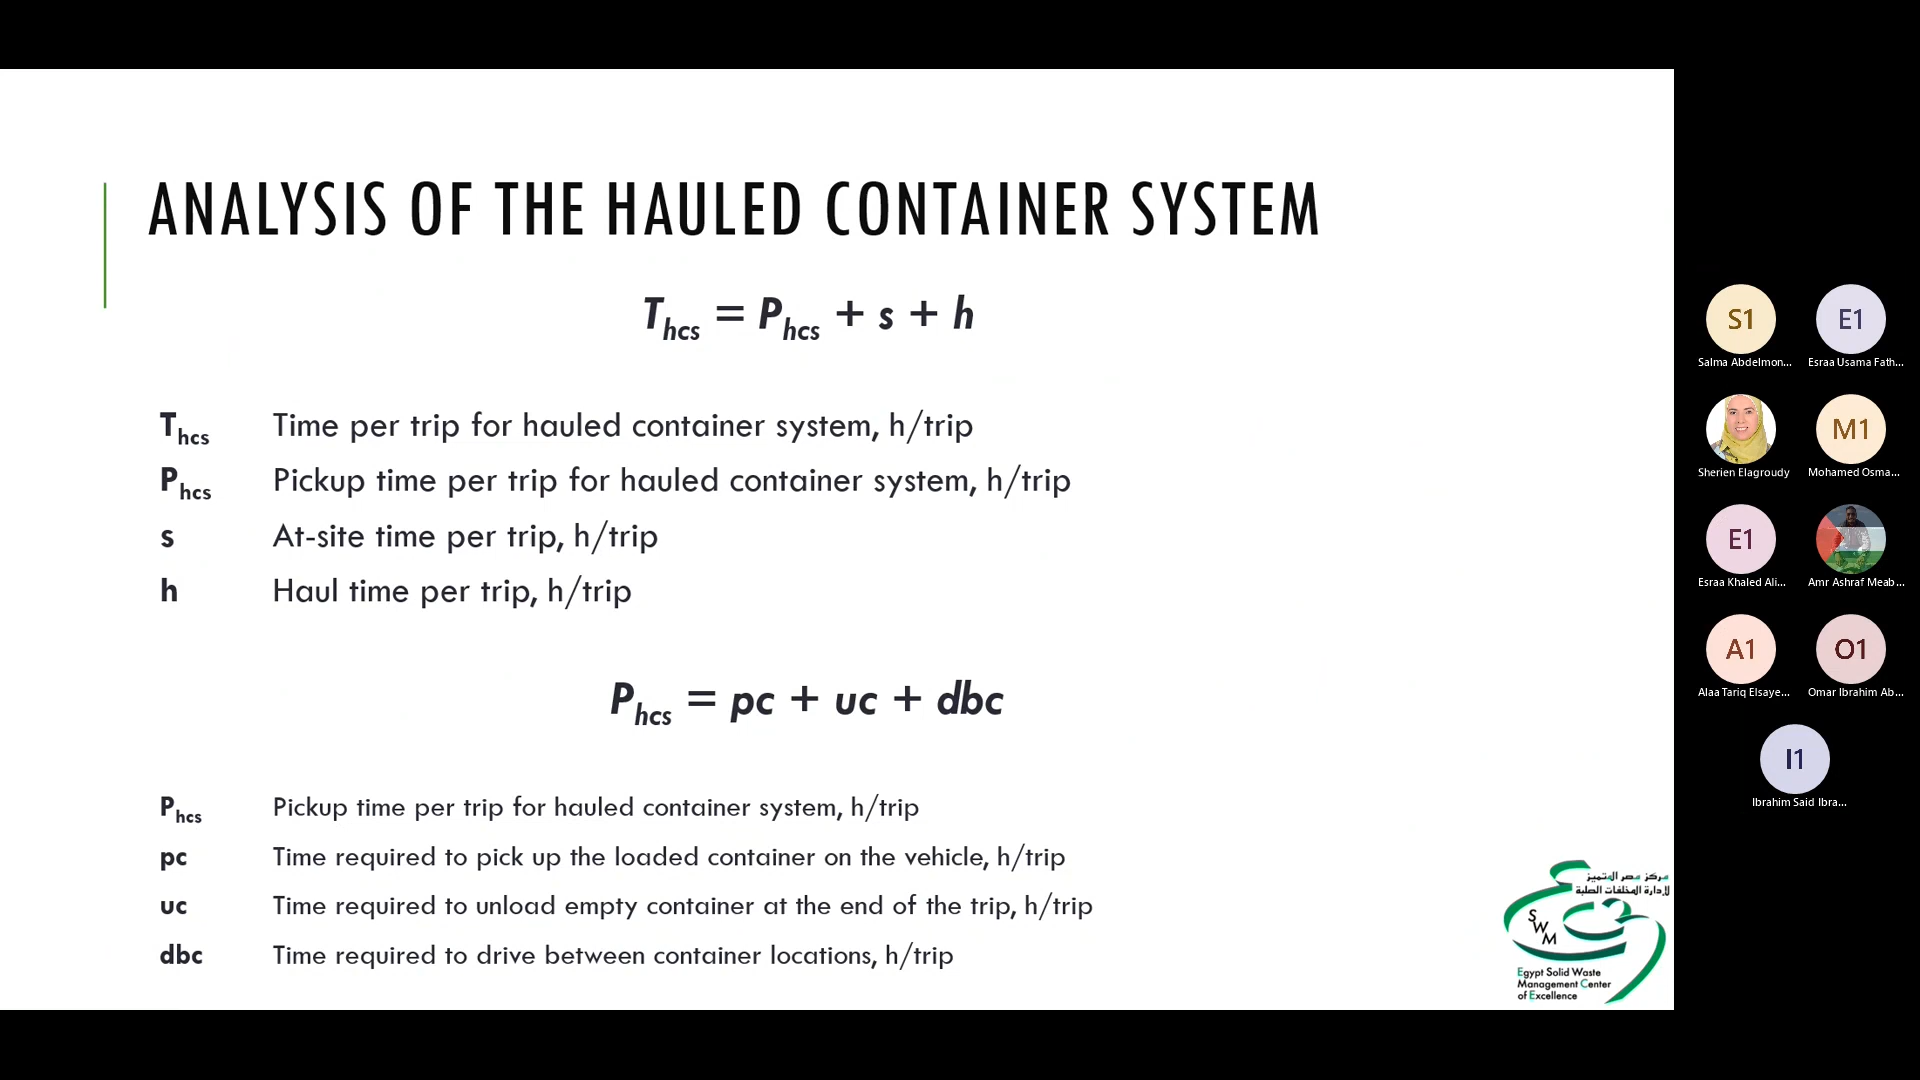 ANALYSIS OF THE HAULED CONTAINER SYSTEM
Thcs = Phcs + s + h
Thcs Time per trip for hauled container system, h/trip
Phcs Pickup time per trip for hauled container system, h/trip
s At-site time per trip, h/trip
h Haul time per trip, h/trip
Phcs = pc + uc + dbc
Phcs Pickup time per trip for hauled container system, h/trip
pc Time required to pick up the loaded container on the vehicle, h/trip
uc Time required to unload empty container at the end of the trip, h/trip
dbc Time required to drive between container locations, h/trip
مركز مصر المتميز
لإدارة المخلفات الصلبة
SWM
Egypt Solid Waste
Management Center
of Excellence
S1 E1
Salma Abdelmon... Esraa Usama Fath...
M1
Sherien Elagroudy Mohamed Osma...
E1
Esraa Khaled Ali... Amr Ashraf Meab...
A1 O1
Alaa Tariq Elsaye... Omar Ibrahim Ab...
I1
Ibrahim Said Ibra...